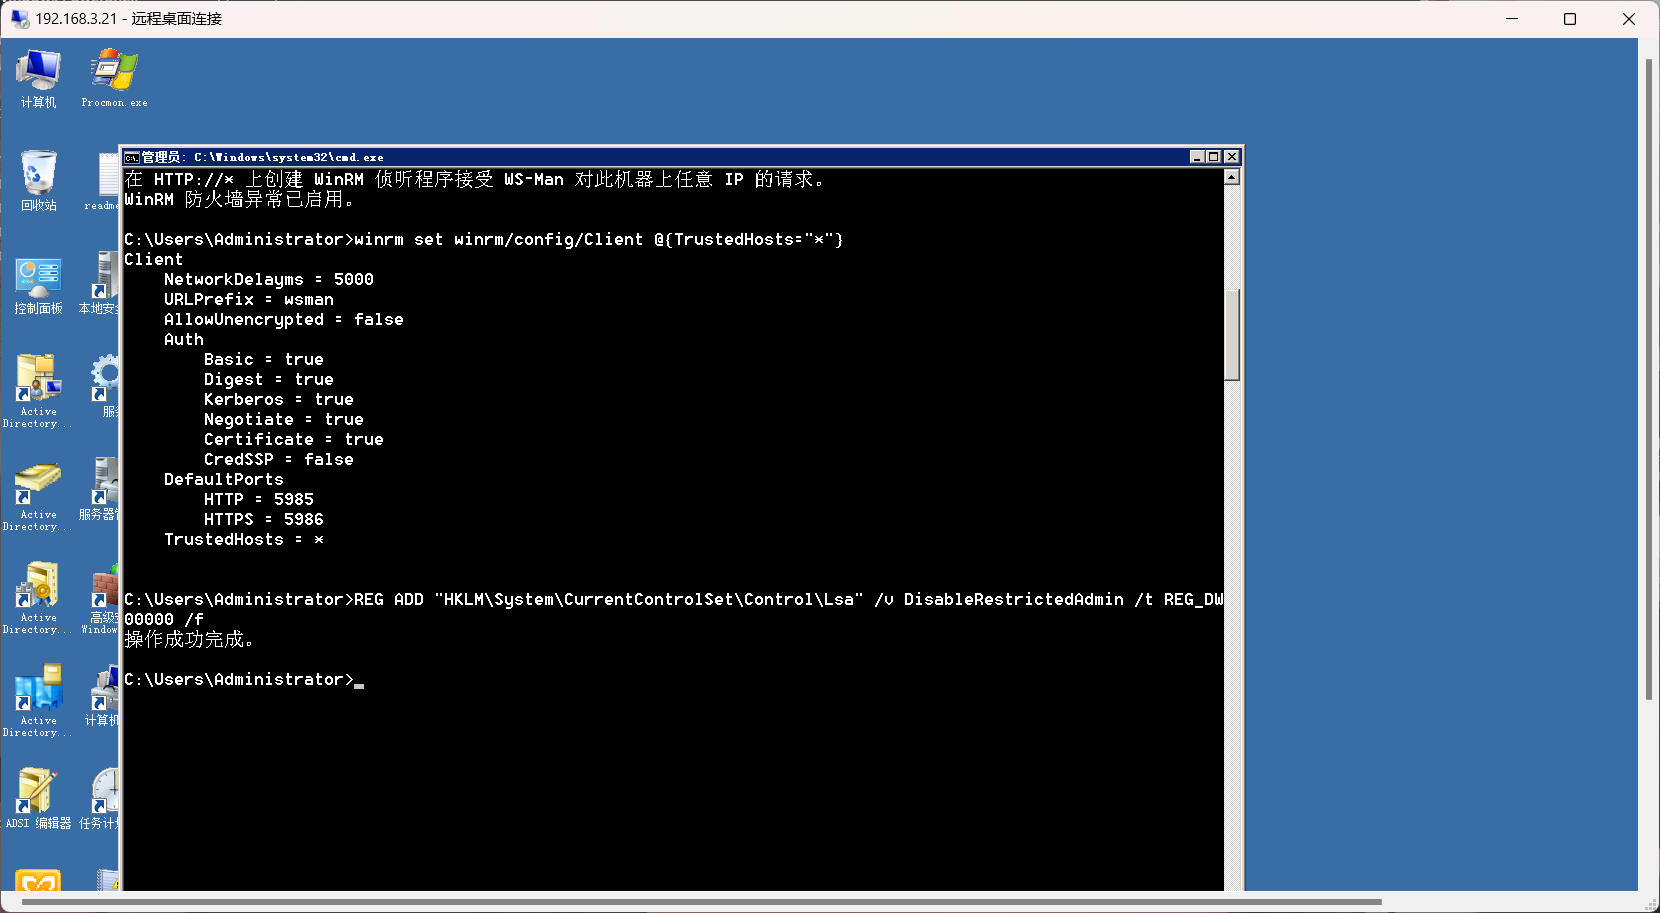 192.168.3.21 - 远程桌面连接
计算机
Procmon.exe
回收站
readme
控制面板
本地安全
Active
Directory...
服务
Active
Directory...
服务器管
Active
Directory...
高级安
Windows
Active
Directory...
计算机
ADSI 编辑器
任务计划
管理员: C:\Windows\system32\cmd.exe
在 HTTP://* 上创建 WinRM 侦听程序接受 WS-Man 对此机器上任意 IP 的请求。
WinRM 防火墙异常已启用。
C:\Users\Administrator>winrm set winrm/config/Client @{TrustedHosts="*"}
Client
NetworkDelayms = 5000
URLPrefix = wsman
AllowUnencrypted = false
Auth
Basic = true
Digest = true
Kerberos = true
Negotiate = true
Certificate = true
CredSSP = false
DefaultPorts
HTTP = 5985
HTTPS = 5986
TrustedHosts = *
C:\Users\Administrator>REG ADD "HKLM\System\CurrentControlSet\Control\Lsa" /v DisableRestrictedAdmin /t REG_DW
00000 /f
操作成功完成。
C:\Users\Administrator>